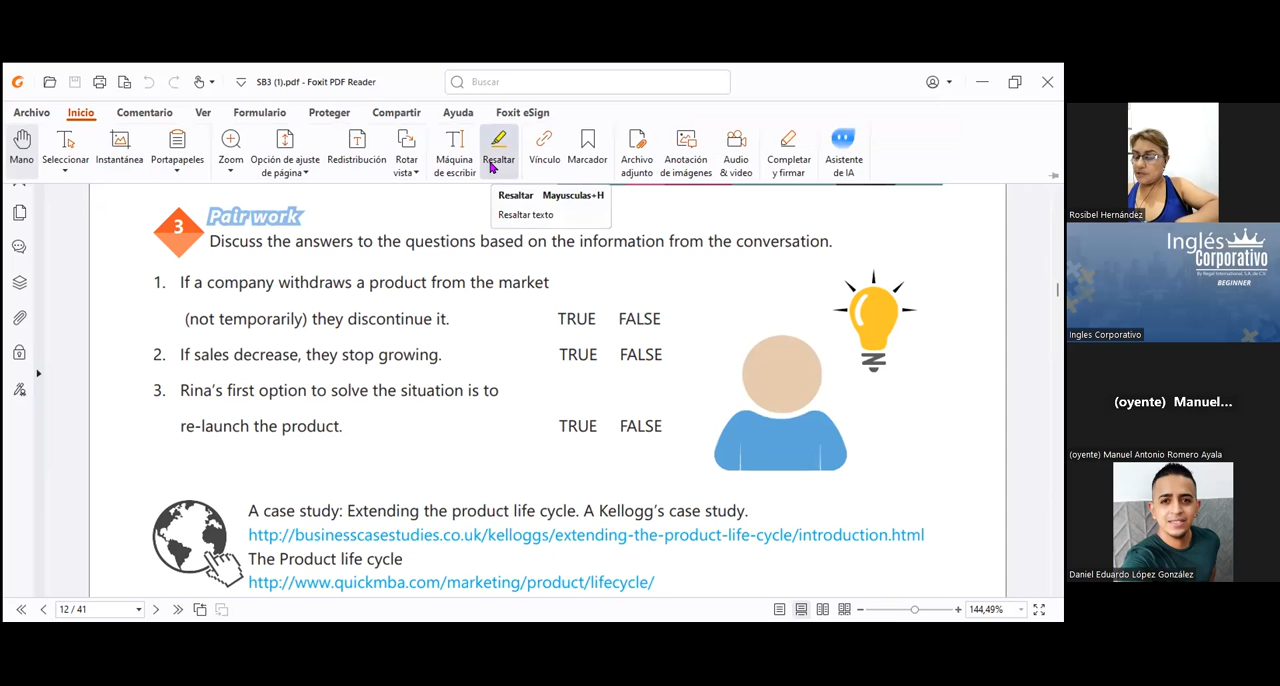 SB3 (1).pdf - Foxit PDF Reader
Buscar
Archivo Inicio Comentario Ver Formulario Proteger Compartir Ayuda Foxit eSign
Mano Seleccionar Instantánea Portapapeles Zoom Opción de ajuste de página Redistribución Rotar vista Máquina de escribir Resaltar Vínculo Marcador Archivo adjunto Anotación de imágenes Audio & video Completar y firmar Asistente de IA
Resaltar Mayusculas+H
Resaltar texto
3 Pair work
Discuss the answers to the questions based on the information from the conversation.
1. If a company withdraws a product from the market
(not temporarily) they discontinue it. TRUE FALSE
2. If sales decrease, they stop growing. TRUE FALSE
3. Rina's first option to solve the situation is to
re-launch the product. TRUE FALSE
A case study: Extending the product life cycle. A Kellogg's case study.
http://businesscasestudies.co.uk/kelloggs/extending-the-product-life-cycle/introduction.html
The Product life cycle
http://www.quickmba.com/marketing/product/lifecycle/
12 / 41
144,49%
Rosibel Hernández
Inglés
Corporativo
By Regal International, S.A. de C.V.
BEGINNER
Ingles Corporativo
(oyente) Manuel...
(oyente) Manuel Antonio Romero Ayala
Daniel Eduardo López González